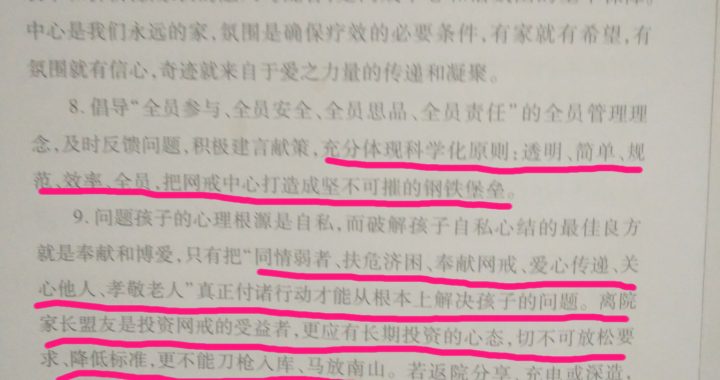 中心是我们永远的家,氛围是确保疗效的必要条件,有家就有希望,有
氛围就有信心,奇迹就来自于爱之力量的传递和凝聚。
8.倡导“全员参与、全员安全、全员思品、全员责任”的全员管理理
念,及时反馈问题,积极建言献策,充分体现科学化原则:透明、简单、规
范、效率、全员,把网戒中心打造成坚不可摧的钢铁堡垒。
9.问题孩子的心理根源是自私,而破解孩子自私心结的最佳良方
就是奉献和博爱,只有把“同情弱者、扶危济困、奉献网戒、爱心传递、关
心他人、孝敬老人”真正付诸行动才能从根本上解决孩子的问题。离院
家长盟友是投资网戒的受益者,更应有长期投资的心态,切不可放松要
求、降低标准,更不能刀枪入库、马放南山。若返院分享、充电或深造,